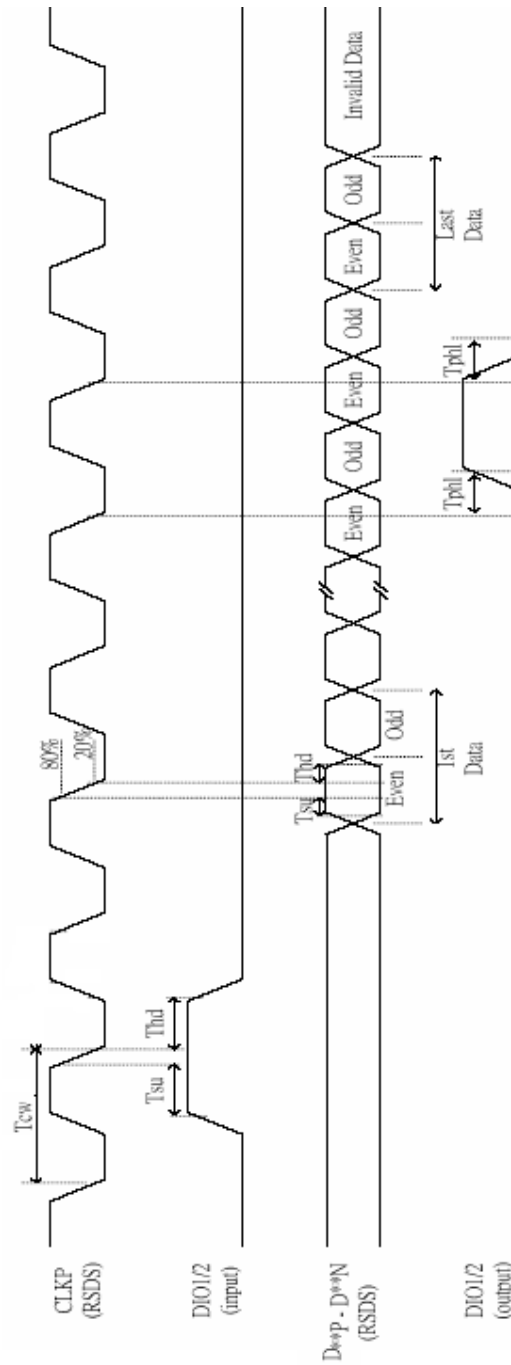 CLKP
(RSDS)
Tcw
80%
20%
DIO1/2
(input)
Tsu
Thd
D**P - D**N
(RSDS)
Tsu
Thd
Even
Odd
1st
Data
Even
Odd
Even
Odd
Even
Odd
Invalid Data
Last
Data
DIO1/2
(output)
Tphl
Tphl